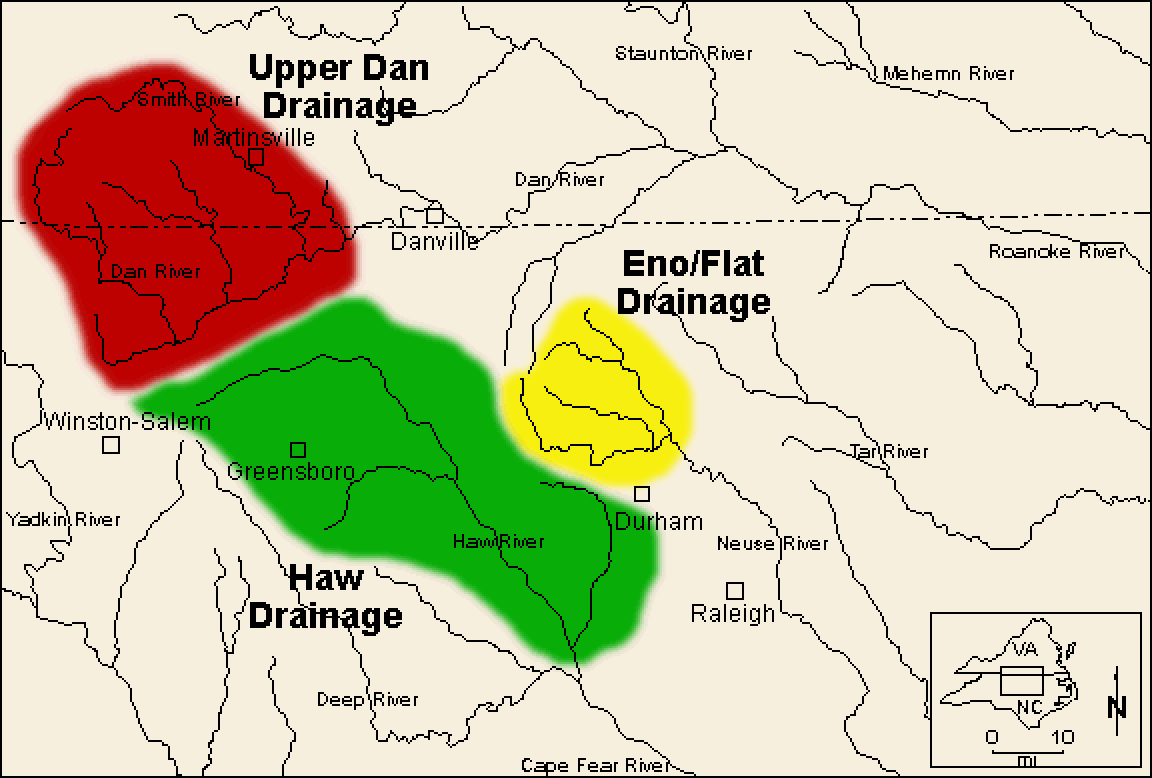 Staunton River
Upper Dan
Drainage
Meherrn River
Smith River
Martinsville
Dan River
Danville
Roanoke River
Eno/Flat
Drainage
Dan River
Winston-Salem
Greensboro
Tar River
Yadkin River
Durham
Haw River
Neuse River
Haw
Drainage
Raleigh
VA
NC
N
Deep River
0 10
mi
Cape Fear River